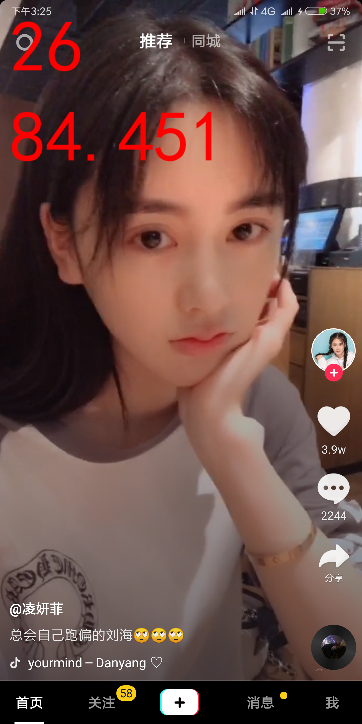 下午3:25
4G
37%
26
推荐
同城
84.451
3.9w
2244
分享
@凌妍菲
总会自己跑偏的刘海🙄🙄🙄
yourmind – Danyang ♡
首页
关注
58
消息
我